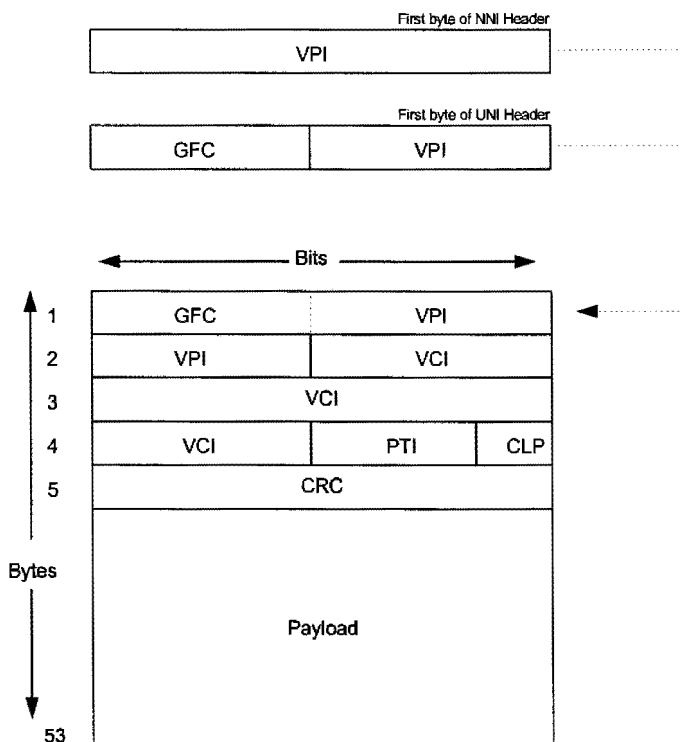 First byte of NNI Header
VPI
First byte of UNI Header
GFC VPI
Bits
1 GFC VPI
2 VPI VCI
3 VCI
4 VCI PTI CLP
5 CRC
Bytes
Payload
53